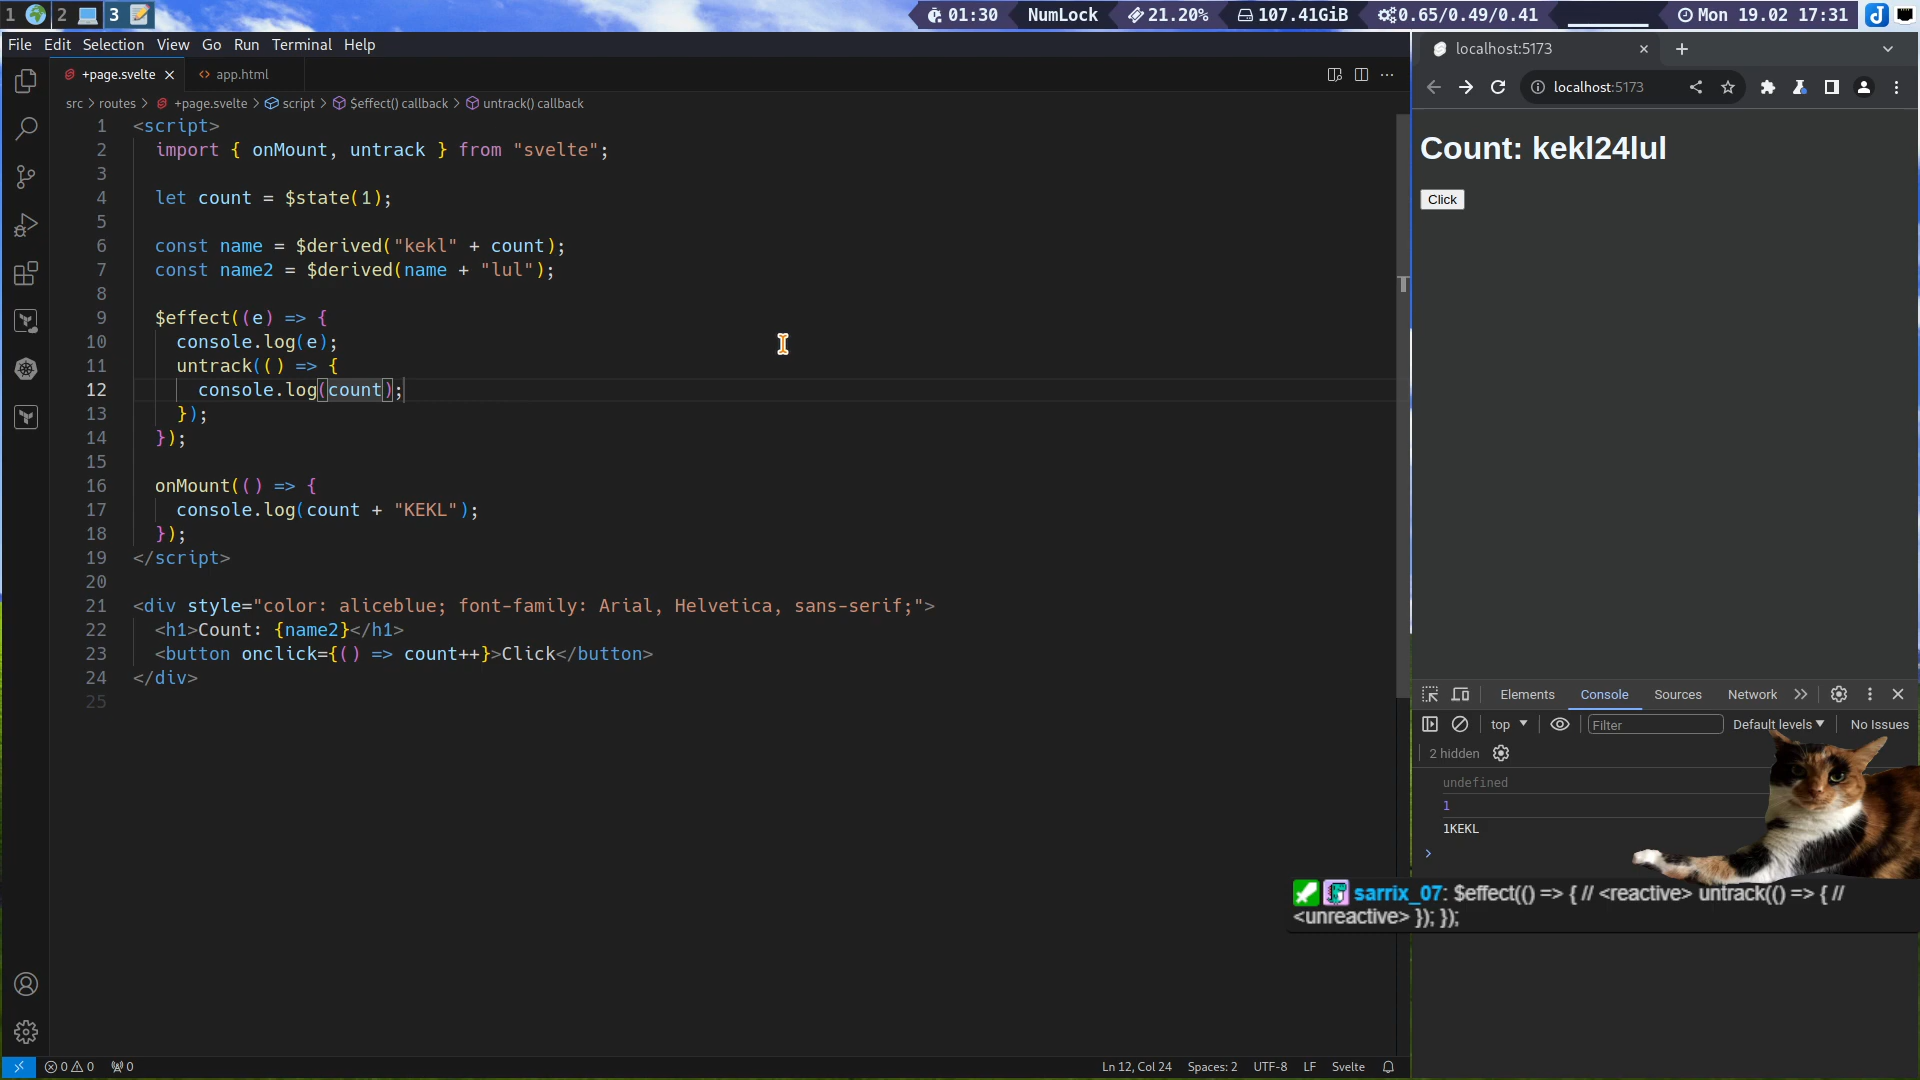 1 2 3 01:30 NumLock 21.20% 107.41GiB 0.65/0.49/0.41 Mon 19.02 17:31
File Edit Selection View Go Run Terminal Help
+page.svelte app.html
src > routes > +page.svelte > script > $effect() callback > untrack() callback
1 <script>
2 import { onMount, untrack } from "svelte";
3
4 let count = $state(1);
5
6 const name = $derived("kekl" + count);
7 const name2 = $derived(name + "lul");
8
9 $effect((e) => {
10 console.log(e);
11 untrack(() => {
12 console.log(count);
13 });
14 });
15
16 onMount(() => {
17 console.log(count + "KEKL");
18 });
19 </script>
20
21 <div style="color: aliceblue; font-family: Arial, Helvetica, sans-serif;">
22 <h1>Count: {name2}</h1>
23 <button onclick={() => count++}>Click</button>
24 </div>
25
0 0 0 Ln 12, Col 24 Spaces: 2 UTF-8 LF Svelte
localhost:5173
localhost:5173
Count: kekl24lul
Click
Elements Console Sources Network
top Filter Default levels No Issues
2 hidden
undefined
1
1KEKL
sarrix_07: $effect(() => { // <reactive> untrack(() => { //
<unreactive> }); });